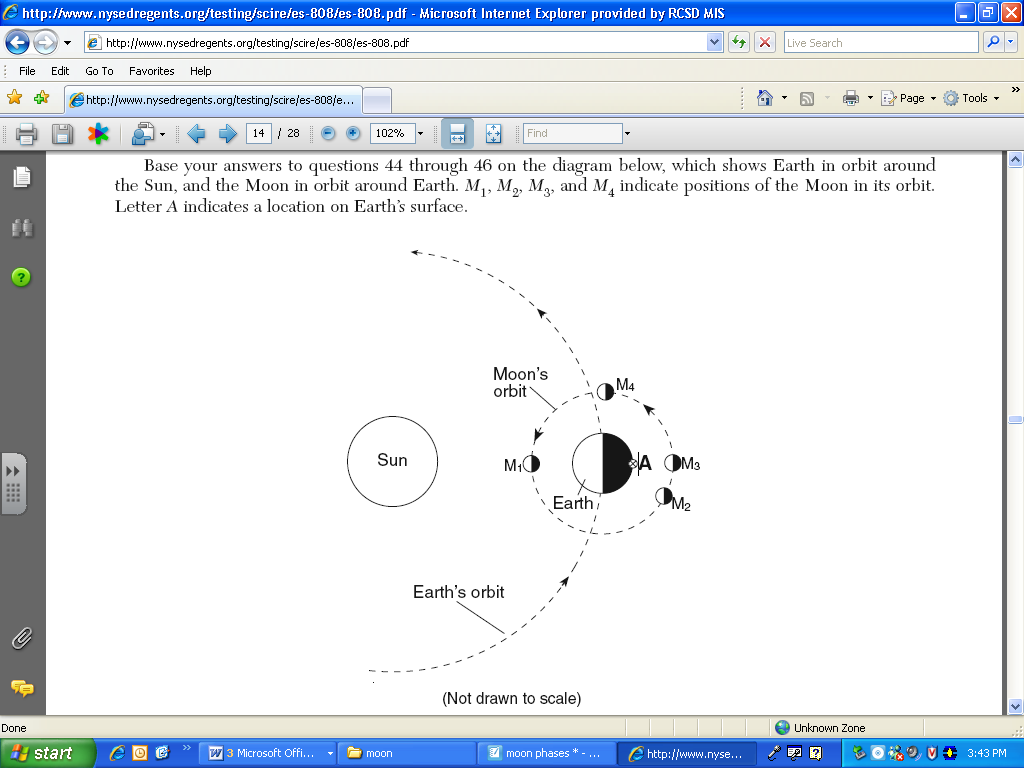 http://www.nysedregents.org/testing/scire/es-808/es-808.pdf - Microsoft Internet Explorer provided by RCSD MIS
http://www.nysedregents.org/testing/scire/es-808/es-808.pdf Live Search
File Edit Go To Favorites Help
http://www.nysedregents.org/testing/scire/es-808/e... Page Tools »
14 / 28 102% Find
Base your answers to questions 44 through 46 on the diagram below, which shows Earth in orbit around
the Sun, and the Moon in orbit around Earth. M₁, M₂, M₃, and M₄ indicate positions of the Moon in its orbit.
Letter A indicates a location on Earth's surface.
Moon's
orbit
M₄
Sun
M₁
A
M₃
Earth
M₂
Earth's orbit
(Not drawn to scale)
Done Unknown Zone
start » 3 Microsoft Offi... moon moon phases * - ... http://www.nyse... 3:43 PM